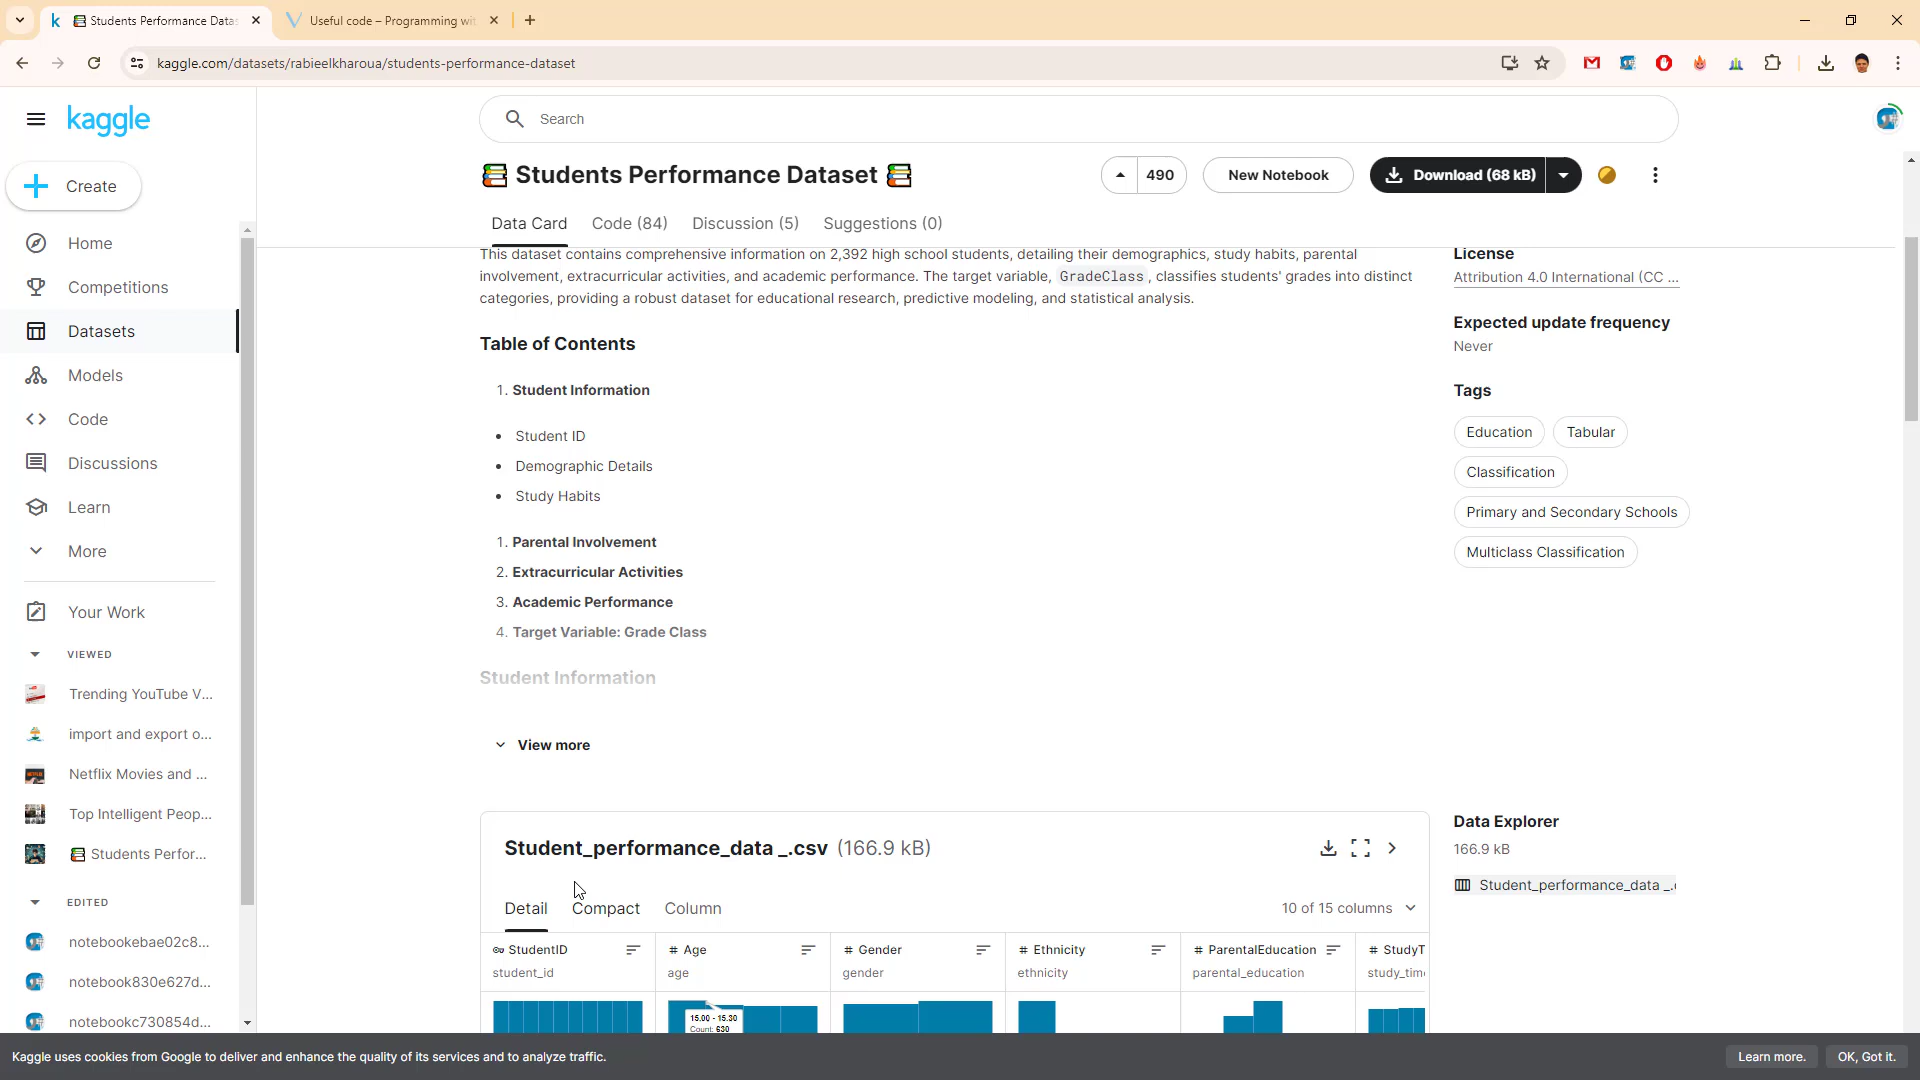 Students Performance Datas
Useful code – Programming wit
kaggle.com/datasets/rabieelkharoua/students-performance-dataset
kaggle
Search
Create
Home
Competitions
Datasets
Models
Code
Discussions
Learn
More
Your Work
VIEWED
Trending YouTube V...
import and export o...
Netflix Movies and ...
Top Intelligent Peop...
Students Perfor...
EDITED
notebookebae02c8...
notebook830e627d...
notebookc730854d...
Students Performance Dataset
490
New Notebook
Download (68 kB)
Data Card Code (84) Discussion (5) Suggestions (0)
This dataset contains comprehensive information on 2,392 high school students, detailing their demographics, study habits, parental
involvement, extracurricular activities, and academic performance. The target variable, GradeClass, classifies students' grades into distinct
categories, providing a robust dataset for educational research, predictive modeling, and statistical analysis.
Table of Contents
1. Student Information
• Student ID
• Demographic Details
• Study Habits
1. Parental Involvement
2. Extracurricular Activities
3. Academic Performance
4. Target Variable: Grade Class
Student Information
View more
License
Attribution 4.0 International (CC ...
Expected update frequency
Never
Tags
Education Tabular
Classification
Primary and Secondary Schools
Multiclass Classification
Student_performance_data _.csv (166.9 kB)
Detail Compact Column 10 of 15 columns
StudentID # Age # Gender # Ethnicity # ParentalEducation # StudyT
student_id age gender ethnicity parental_education study_time
15.00 - 15.30
Count: 630
Data Explorer
166.9 kB
Student_performance_data _.c
Kaggle uses cookies from Google to deliver and enhance the quality of its services and to analyze traffic.
Learn more. OK, Got it.